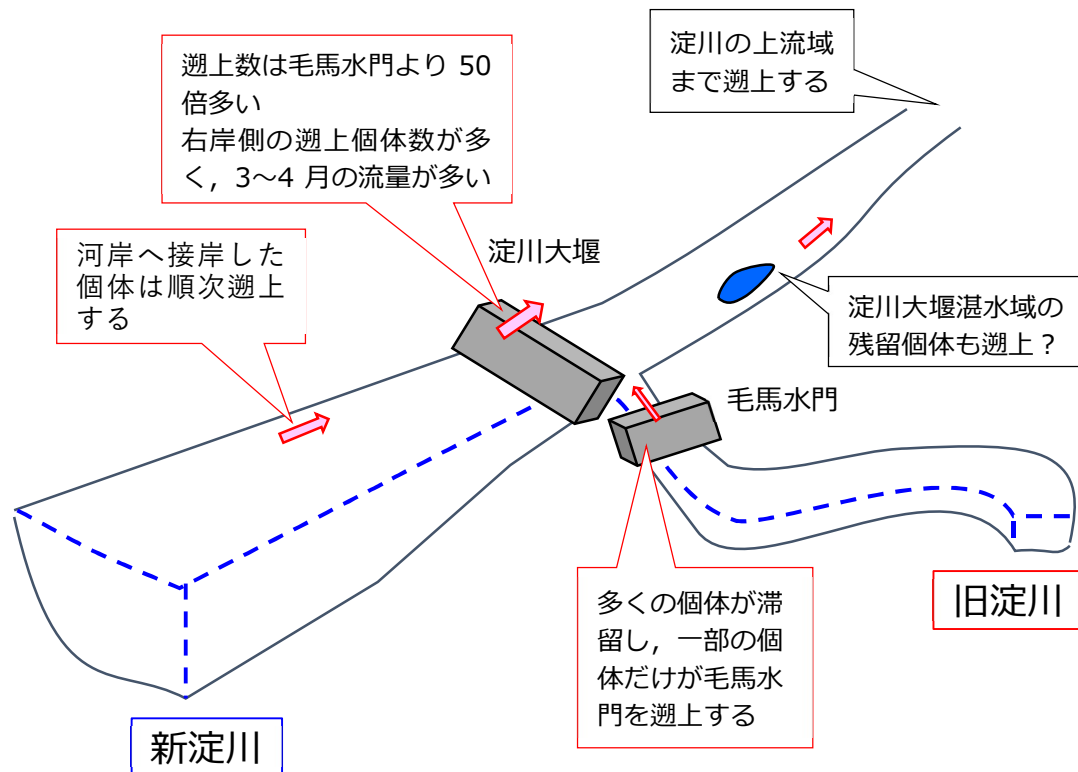 遡上数は毛馬水門より 50
倍多い
右岸側の遡上個体数が多
く，3～4 月の流量が多い
淀川の上流域
まで遡上する
河岸へ接岸した
個体は順次遡上
する
淀川大堰
淀川大堰湛水域の
残留個体も遡上？
毛馬水門
多くの個体が滞
留し，一部の個
体だけが毛馬水
門を遡上する
旧淀川
新淀川